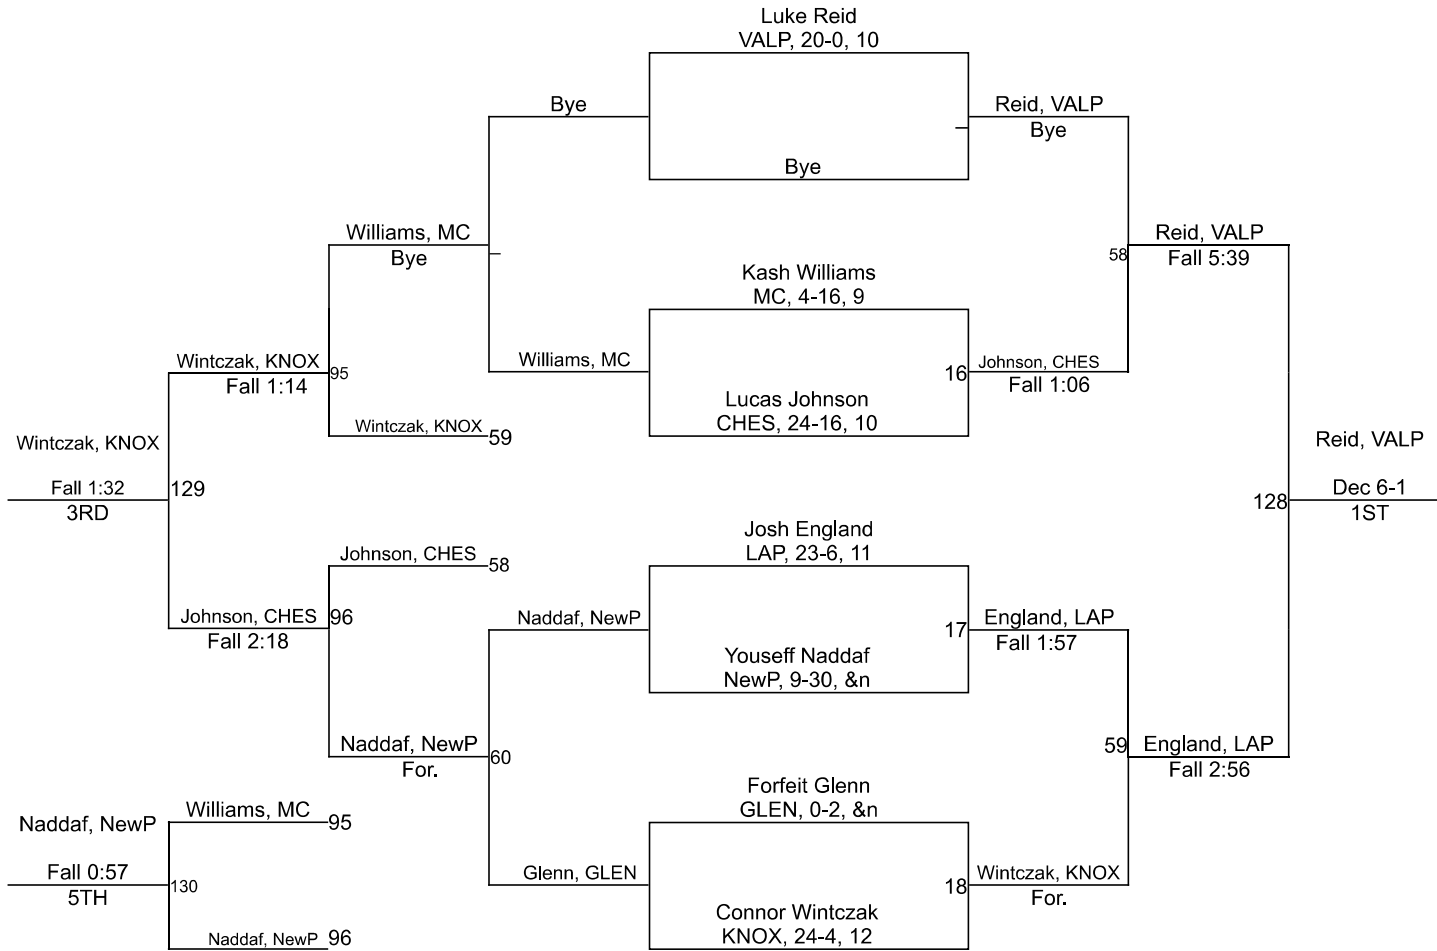 Luke Reid
VALP, 20-0, 10
Bye
Reid, VALP
Bye
Bye
Williams, MC
Bye
Reid, VALP
58
Fall 5:39
Kash Williams
MC, 4-16, 9
Wintczak, KNOX
95
Fall 1:14
Williams, MC
16
Johnson, CHES
Fall 1:06
Lucas Johnson
CHES, 24-16, 10
Wintczak, KNOX
59
Wintczak, KNOX
Reid, VALP
Fall 1:32
129
3RD
128
Dec 6-1
1ST
Josh England
LAP, 23-6, 11
Johnson, CHES
58
Johnson, CHES
96
Fall 2:18
Naddaf, NewP
17
England, LAP
Fall 1:57
Youseff Naddaf
NewP, 9-30, &n
Naddaf, NewP
60
For.
59
England, LAP
Fall 2:56
Forfeit Glenn
GLEN, 0-2, &n
Williams, MC
95
Naddaf, NewP
Fall 0:57
130
5TH
Glenn, GLEN
18
Wintczak, KNOX
For.
Connor Wintczak
KNOX, 24-4, 12
Naddaf, NewP
96